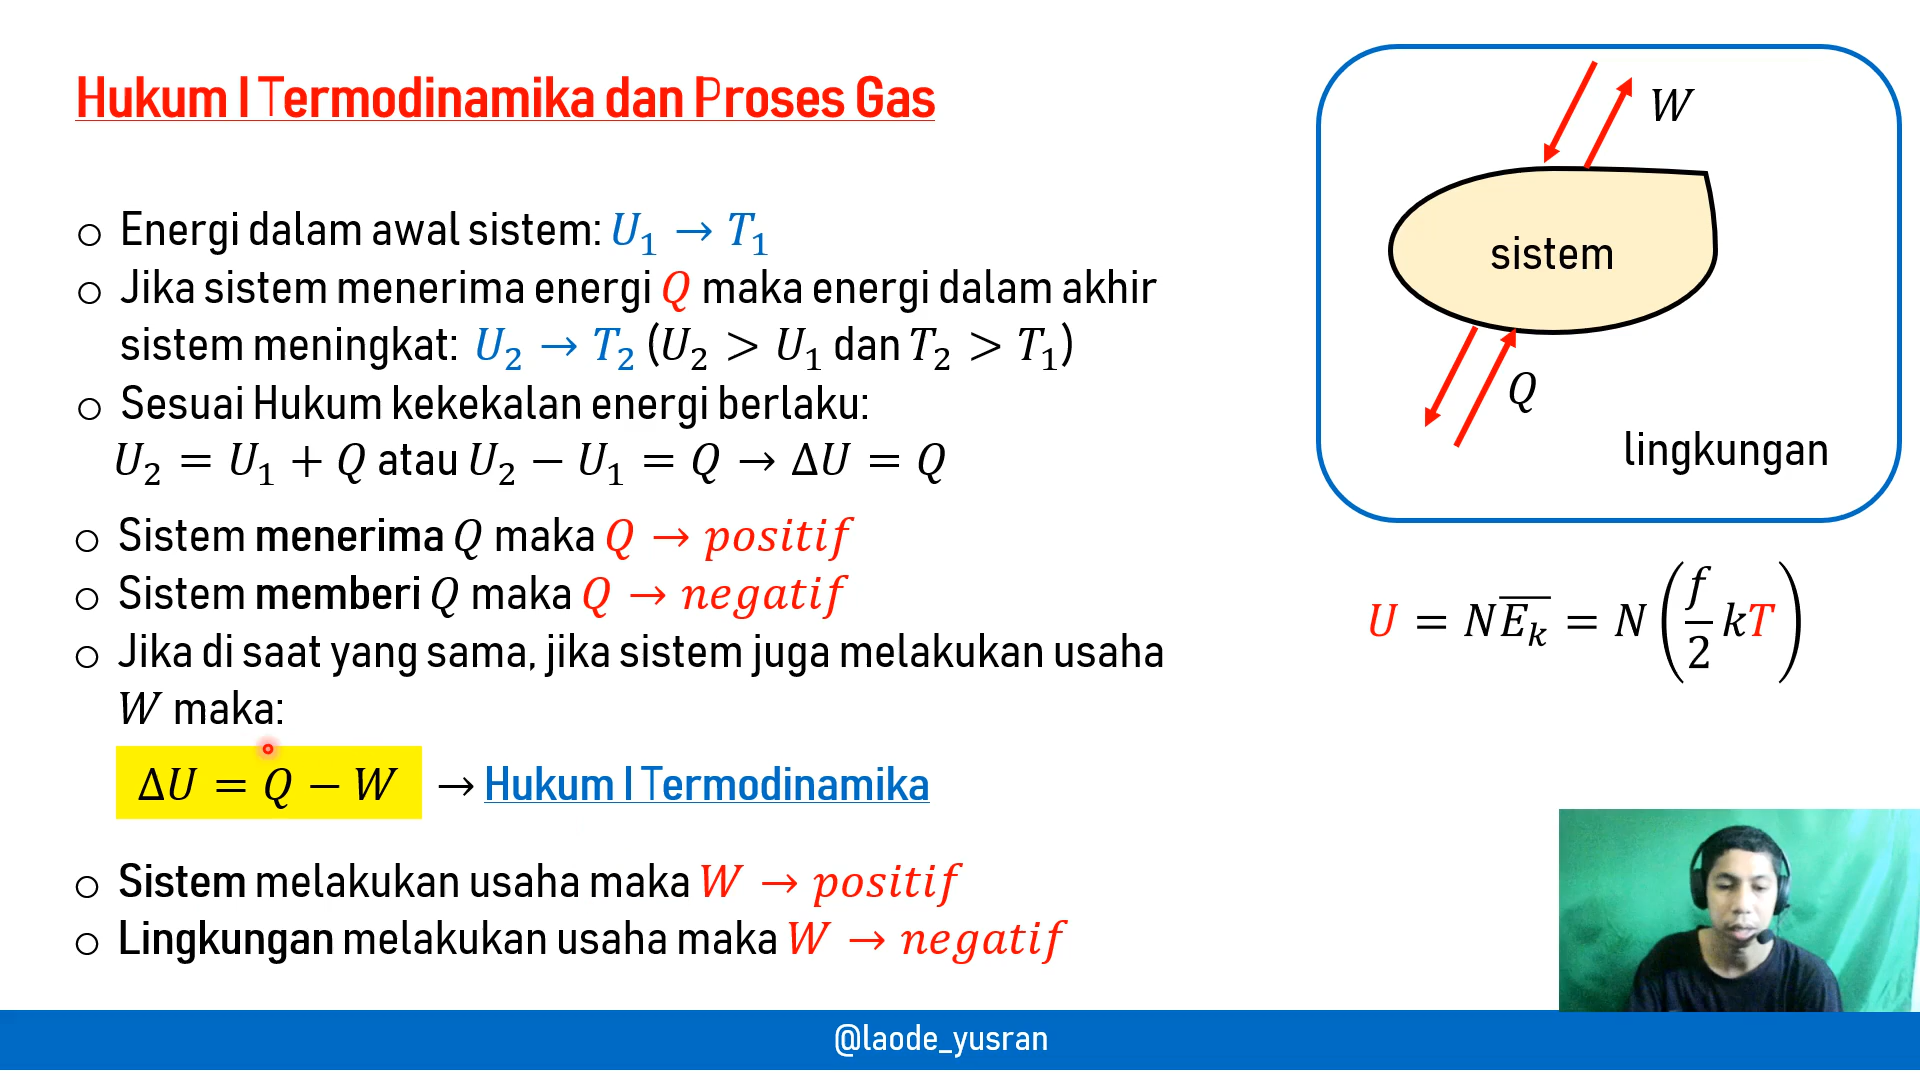 Hukum I Termodinamika dan Proses Gas
○ Energi dalam awal sistem: U₁ → T₁
○ Jika sistem menerima energi Q maka energi dalam akhir
sistem meningkat: U₂ → T₂ (U₂ > U₁ dan T₂ > T₁)
○ Sesuai Hukum kekekalan energi berlaku:
U₂ = U₁ + Q atau U₂ − U₁ = Q → ΔU = Q
○ Sistem menerima Q maka Q → positif
○ Sistem memberi Q maka Q → negatif
○ Jika di saat yang sama, jika sistem juga melakukan usaha
W maka:
ΔU = Q − W → Hukum I Termodinamika
○ Sistem melakukan usaha maka W → positif
○ Lingkungan melakukan usaha maka W → negatif
W
sistem
Q
lingkungan
U = N E̅ₖ = N (f/2 kT)
@laode_yusran